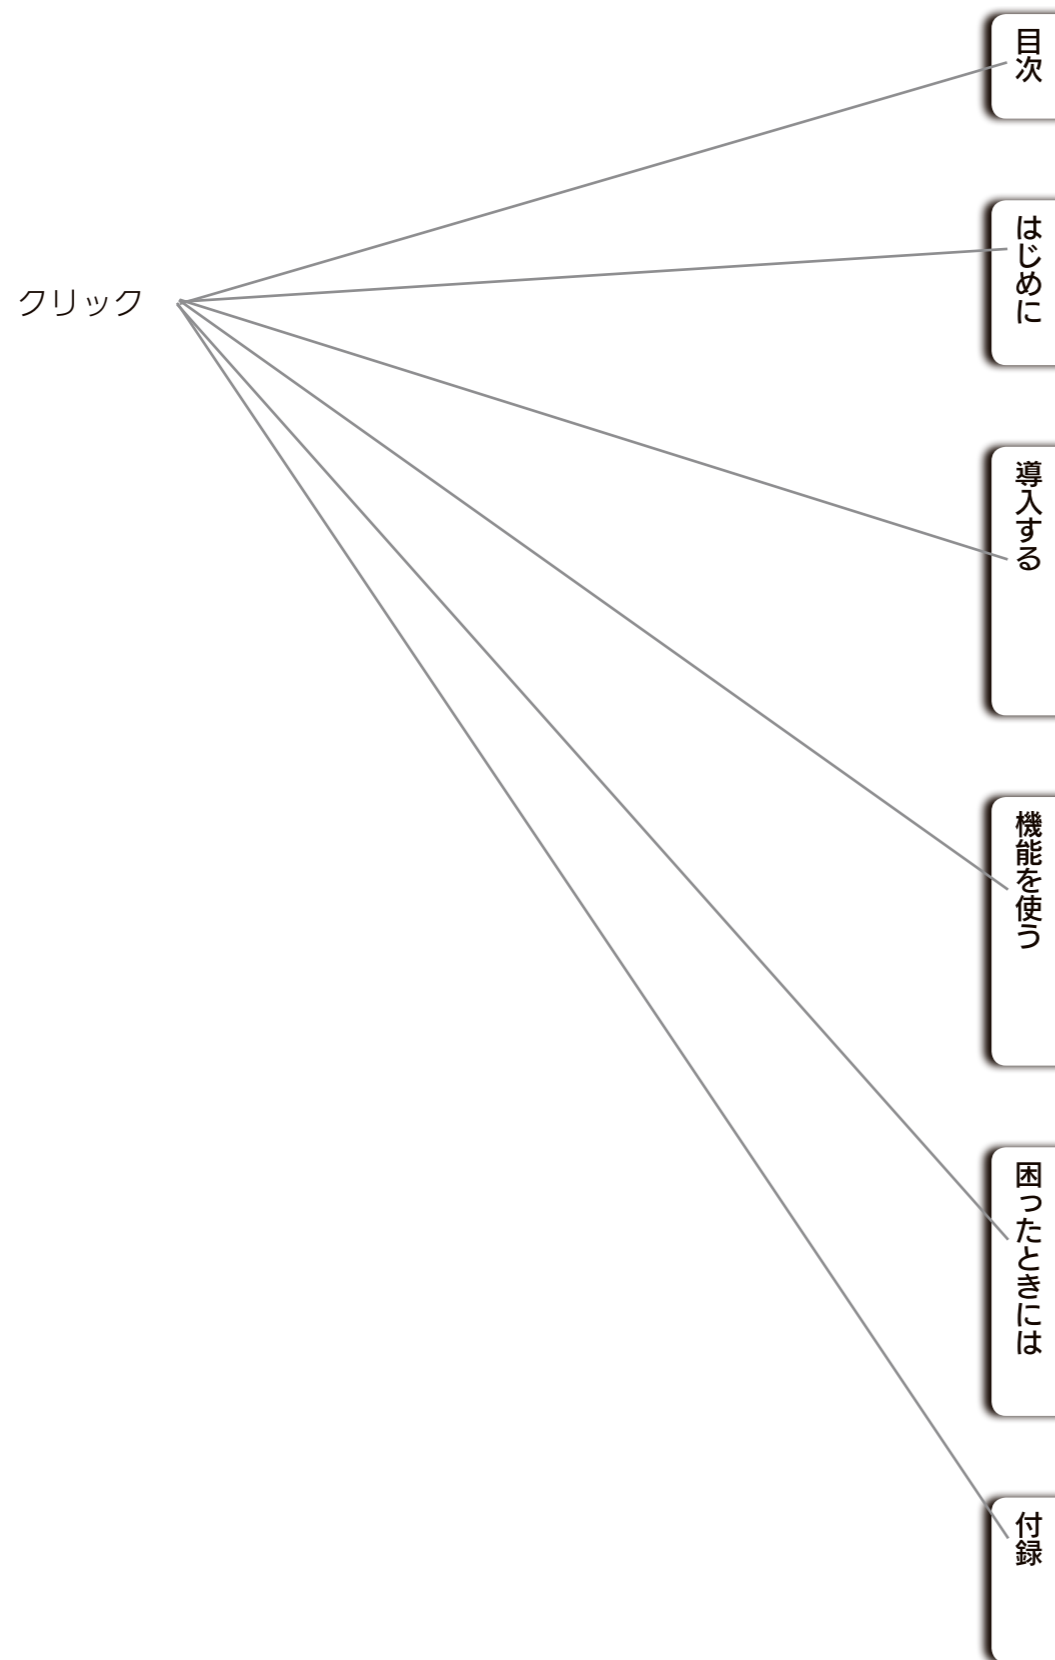 目次
はじめに
クリック
導入する
機能を使う
困ったときには
付録